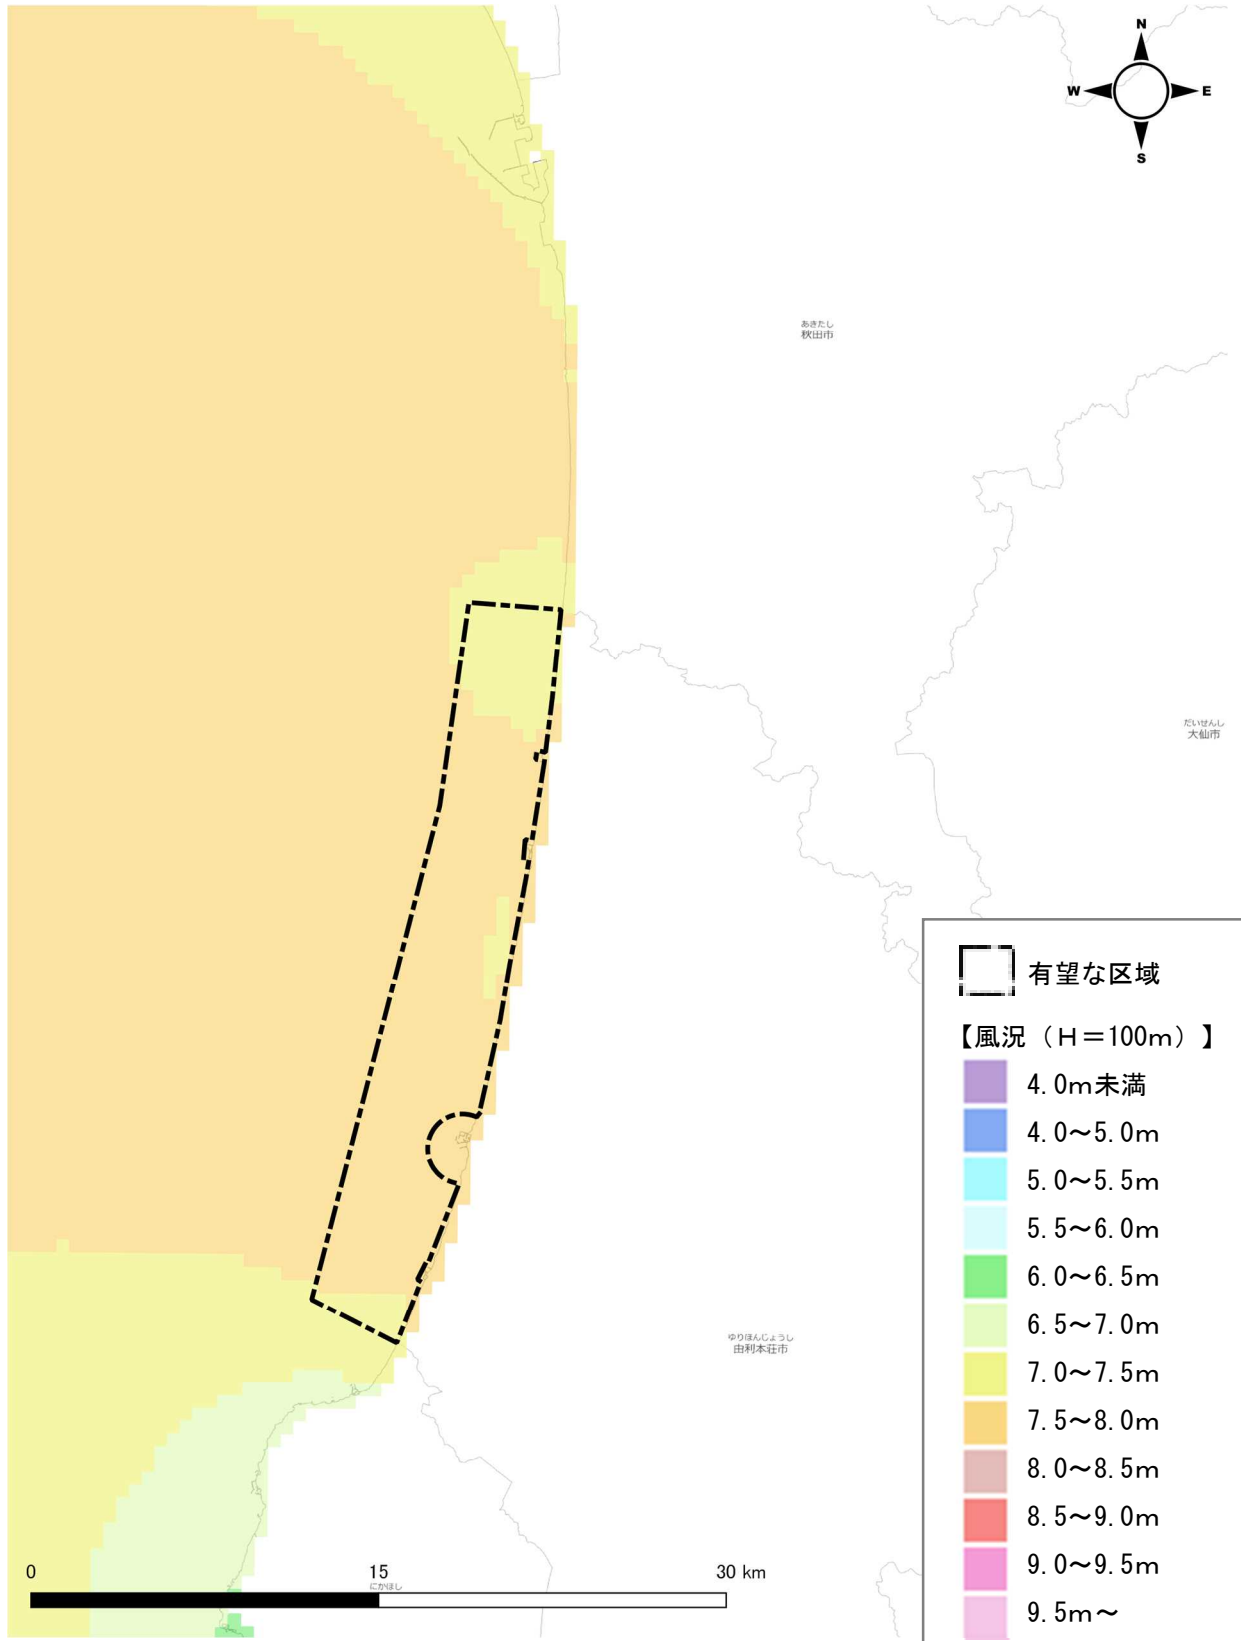 N
W
E
S
あきたし
秋田市
だいせんし
大仙市
有望な区域
【風況（H＝100m）】
4.0m未満
4.0～5.0m
5.0～5.5m
5.5～6.0m
6.0～6.5m
6.5～7.0m
7.0～7.5m
7.5～8.0m
8.0～8.5m
8.5～9.0m
9.0～9.5m
9.5m～
ゆりほんじょうし
由利本荘市
0
15
30 km
にかほし